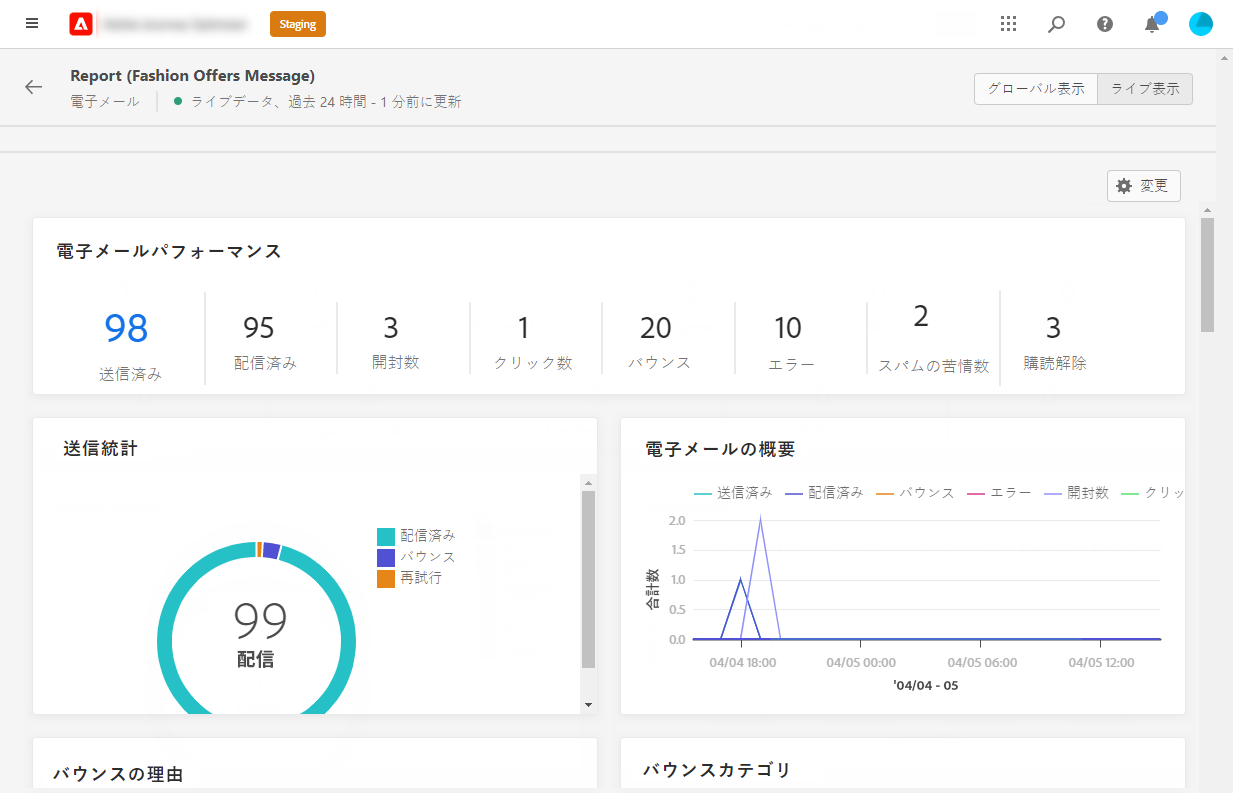 Staging
Report (Fashion Offers Message)
電子メール ライブデータ、過去 24 時間 - 1 分前に更新
グローバル表示 ライブ表示
変更
電子メールパフォーマンス
98 95 3 1 20 10 2 3
送信済み 配信済み 開封数 クリック数 バウンス エラー スパムの苦情数 購読解除
送信統計
配信済み
バウンス
再試行
99
配信
電子メールの概要
送信済み 配信済み バウンス エラー 開封数 クリッ
2.0
1.5
1.0
0.5
0.0
合計数
04/04 18:00 04/05 00:00 04/05 06:00 04/05 12:00
'04/04 - 05
バウンスの理由
バウンスカテゴリ